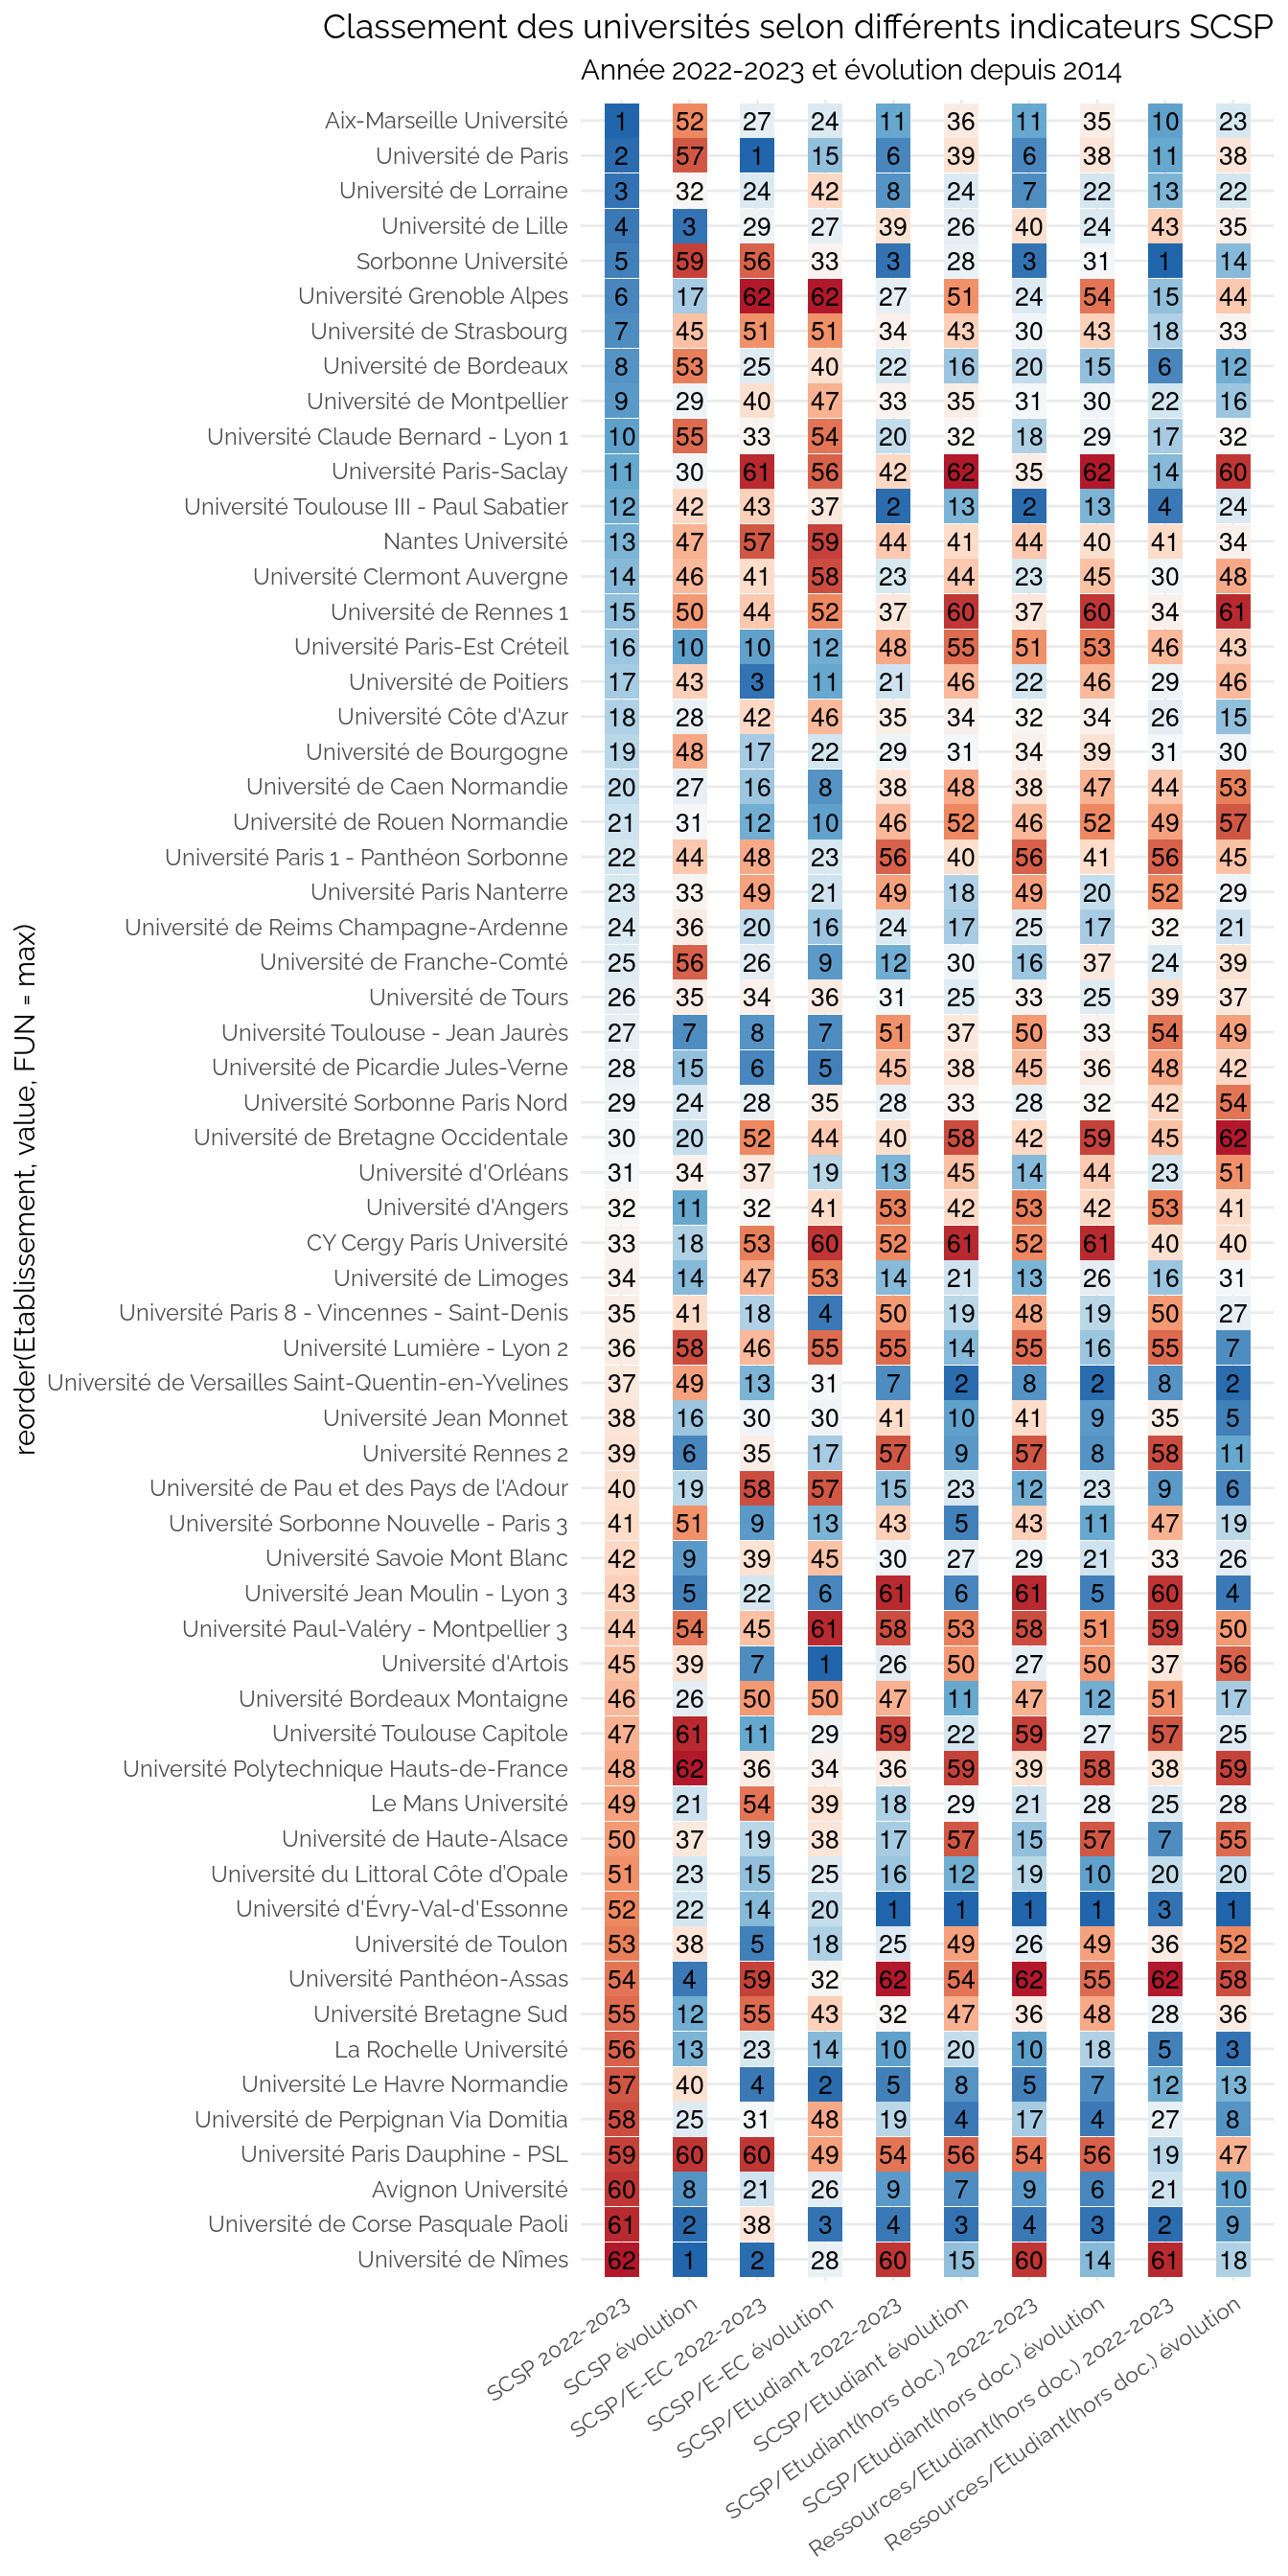 Classement des universités selon différents indicateurs SCSP
Année 2022-2023 et évolution depuis 2014
reorder(Etablissement, value, FUN = max)
Aix-Marseille Université 1 52 27 24 11 36 11 35 10 23
Université de Paris 2 57 1 15 6 39 6 38 11 38
Université de Lorraine 3 32 24 42 8 24 7 22 13 22
Université de Lille 4 3 29 27 39 26 40 24 43 35
Sorbonne Université 5 59 56 33 3 28 3 31 1 14
Université Grenoble Alpes 6 17 62 62 27 51 24 54 15 44
Université de Strasbourg 7 45 51 51 34 43 30 43 18 33
Université de Bordeaux 8 53 25 40 22 16 20 15 6 12
Université de Montpellier 9 29 40 47 33 35 31 30 22 16
Université Claude Bernard - Lyon 1 10 55 33 54 20 32 18 29 17 32
Université Paris-Saclay 11 30 61 56 42 62 35 62 14 60
Université Toulouse III - Paul Sabatier 12 42 43 37 2 13 2 13 4 24
Nantes Université 13 47 57 59 44 41 44 40 41 34
Université Clermont Auvergne 14 46 41 58 23 44 23 45 30 48
Université de Rennes 1 15 50 44 52 37 60 37 60 34 61
Université Paris-Est Créteil 16 10 10 12 48 55 51 53 46 43
Université de Poitiers 17 43 3 11 21 46 22 46 29 46
Université Côte d'Azur 18 28 42 46 35 34 32 34 26 15
Université de Bourgogne 19 48 17 22 29 31 34 39 31 30
Université de Caen Normandie 20 27 16 8 38 48 38 47 44 53
Université de Rouen Normandie 21 31 12 10 46 52 46 52 49 57
Université Paris 1 - Panthéon Sorbonne 22 44 48 23 56 40 56 41 56 45
Université Paris Nanterre 23 33 49 21 49 18 49 20 52 29
Université de Reims Champagne-Ardenne 24 36 20 16 24 17 25 17 32 21
Université de Franche-Comté 25 56 26 9 12 30 16 37 24 39
Université de Tours 26 35 34 36 31 25 33 25 39 37
Université Toulouse - Jean Jaurès 27 7 8 7 51 37 50 33 54 49
Université de Picardie Jules-Verne 28 15 6 5 45 38 45 36 48 42
Université Sorbonne Paris Nord 29 24 28 35 28 33 28 32 42 54
Université de Bretagne Occidentale 30 20 52 44 40 58 42 59 45 62
Université d'Orléans 31 34 37 19 13 45 14 44 23 51
Université d'Angers 32 11 32 41 53 42 53 42 53 41
CY Cergy Paris Université 33 18 53 60 52 61 52 61 40 40
Université de Limoges 34 14 47 53 14 21 13 26 16 31
Université Paris 8 - Vincennes - Saint-Denis 35 41 18 4 50 19 48 19 50 27
Université Lumière - Lyon 2 36 58 46 55 55 14 55 16 55 7
Université de Versailles Saint-Quentin-en-Yvelines 37 49 13 31 7 2 8 2 8 2
Université Jean Monnet 38 16 30 30 41 10 41 9 35 5
Université Rennes 2 39 6 35 17 57 9 57 8 58 11
Université de Pau et des Pays de l'Adour 40 19 58 57 15 23 12 23 9 6
Université Sorbonne Nouvelle - Paris 3 41 51 9 13 43 5 43 11 47 19
Université Savoie Mont Blanc 42 9 39 45 30 27 29 21 33 26
Université Jean Moulin - Lyon 3 43 5 22 6 61 6 61 5 60 4
Université Paul-Valéry - Montpellier 3 44 54 45 61 58 53 58 51 59 50
Université d'Artois 45 39 7 1 26 50 27 50 37 56
Université Bordeaux Montaigne 46 26 50 50 47 11 47 12 51 17
Université Toulouse Capitole 47 61 11 29 59 22 59 27 57 25
Université Polytechnique Hauts-de-France 48 62 36 34 36 59 39 58 38 59
Le Mans Université 49 21 54 39 18 29 21 28 25 28
Université de Haute-Alsace 50 37 19 38 17 57 15 57 7 55
Université du Littoral Côte d'Opale 51 23 15 25 16 12 19 10 20 20
Université d'Évry-Val-d'Essonne 52 22 14 20 1 1 1 1 3 1
Université de Toulon 53 38 5 18 25 49 26 49 36 52
Université Panthéon-Assas 54 4 59 32 62 54 62 55 62 58
Université Bretagne Sud 55 12 55 43 32 47 36 48 28 36
La Rochelle Université 56 13 23 14 10 20 10 18 5 3
Université Le Havre Normandie 57 40 4 2 5 8 5 7 12 13
Université de Perpignan Via Domitia 58 25 31 48 19 4 17 4 27 8
Université Paris Dauphine - PSL 59 60 60 49 54 56 54 56 19 47
Avignon Université 60 8 21 26 9 7 9 6 21 10
Université de Corse Pasquale Paoli 61 2 38 3 4 3 4 3 2 9
Université de Nîmes 62 1 2 28 60 15 60 14 61 18
SCSP 2022-2023
SCSP évolution
SCSP/E-EC 2022-2023
SCSP/E-EC évolution
SCSP/Etudiant 2022-2023
SCSP/Etudiant évolution
SCSP/Etudiant(hors doc.) 2022-2023
SCSP/Etudiant(hors doc.) évolution
Ressources/Etudiant(hors doc.) 2022-2023
Ressources/Etudiant(hors doc.) évolution